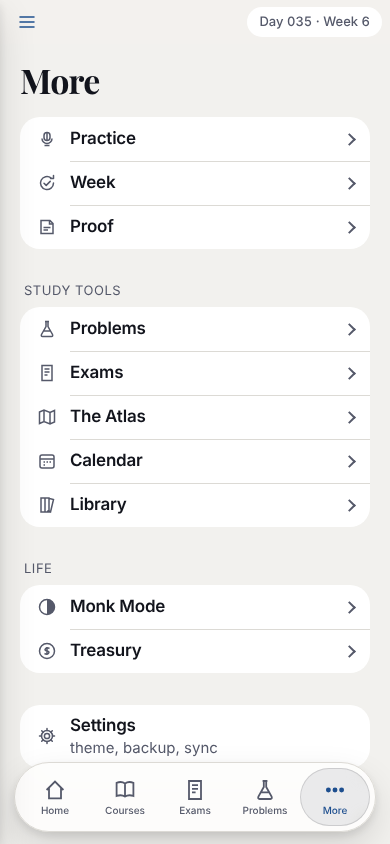 Day 035 · Week 6
More
Practice
Week
Proof
STUDY TOOLS
Problems
Exams
The Atlas
Calendar
Library
LIFE
Monk Mode
Treasury
Settings
theme, backup, sync
Home
Courses
Exams
Problems
More